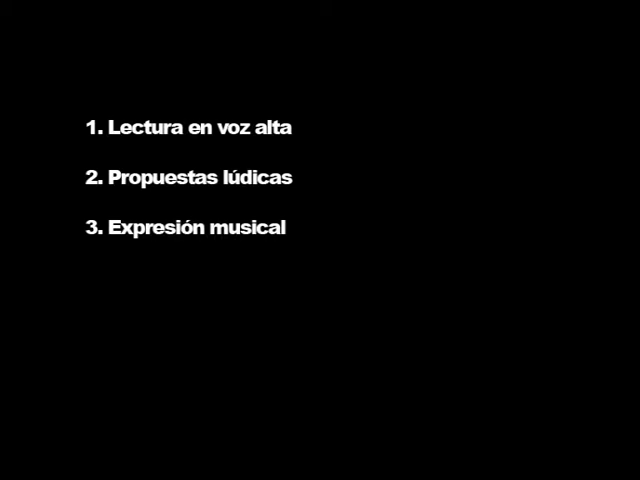 1. Lectura en voz alta
2. Propuestas lúdicas
3. Expresión musical